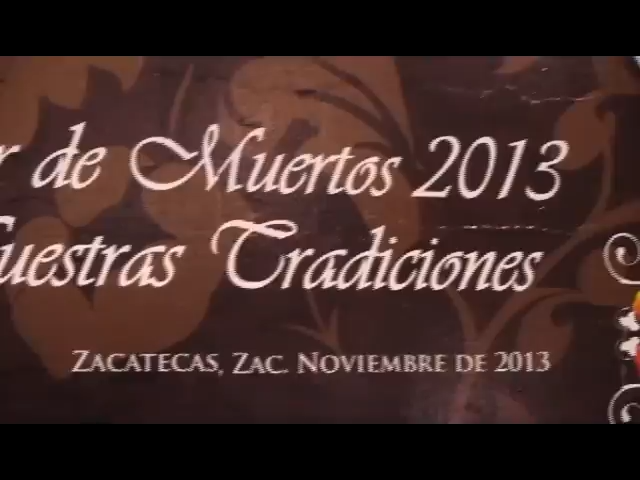 r de Muertos 2013
uestras Tradiciones
ZACATECAS, ZAC. NOVIEMBRE DE 2013